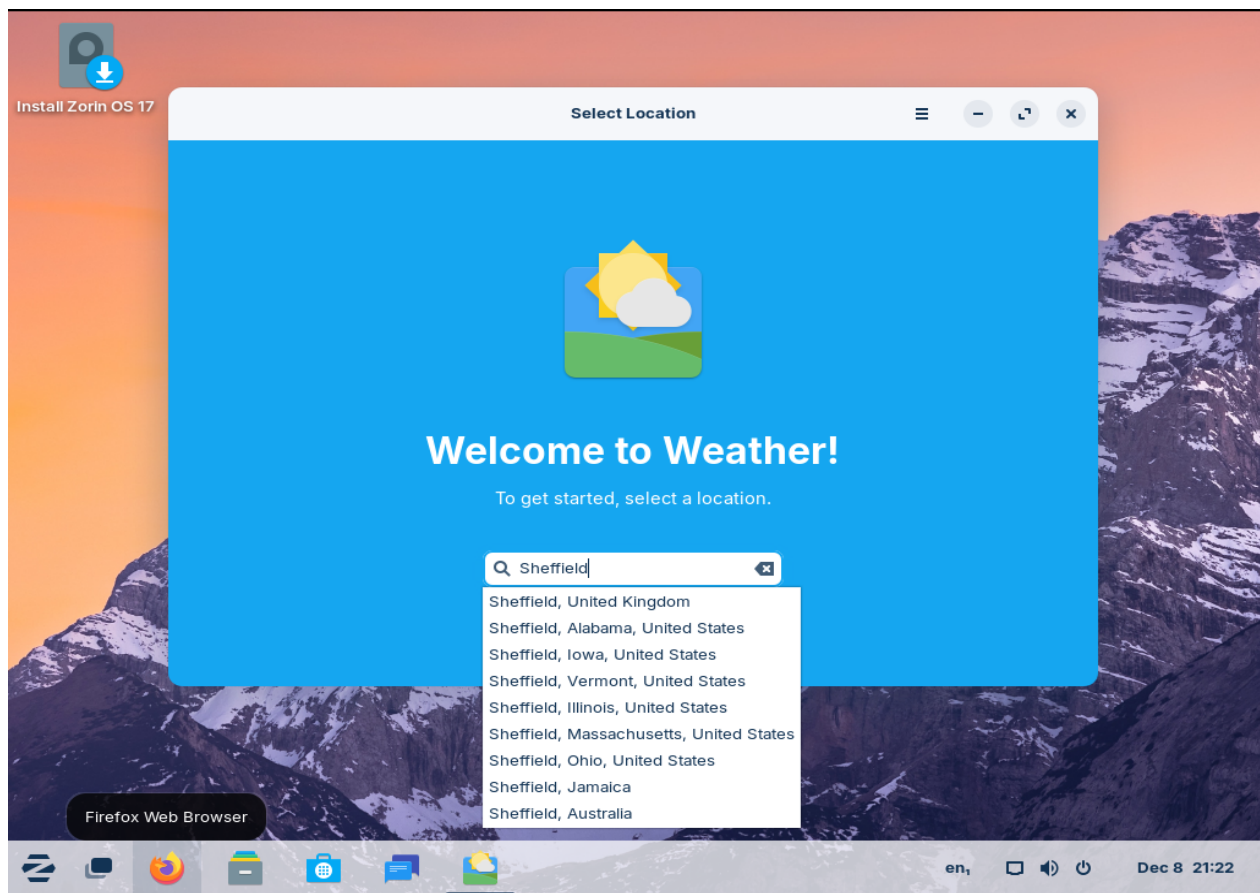 Install Zorin OS 17
Select Location
Welcome to Weather!
To get started, select a location.
Sheffield
Sheffield, United Kingdom
Sheffield, Alabama, United States
Sheffield, Iowa, United States
Sheffield, Vermont, United States
Sheffield, Illinois, United States
Sheffield, Massachusetts, United States
Sheffield, Ohio, United States
Sheffield, Jamaica
Sheffield, Australia
Firefox Web Browser
en₁ Dec 8 21:22